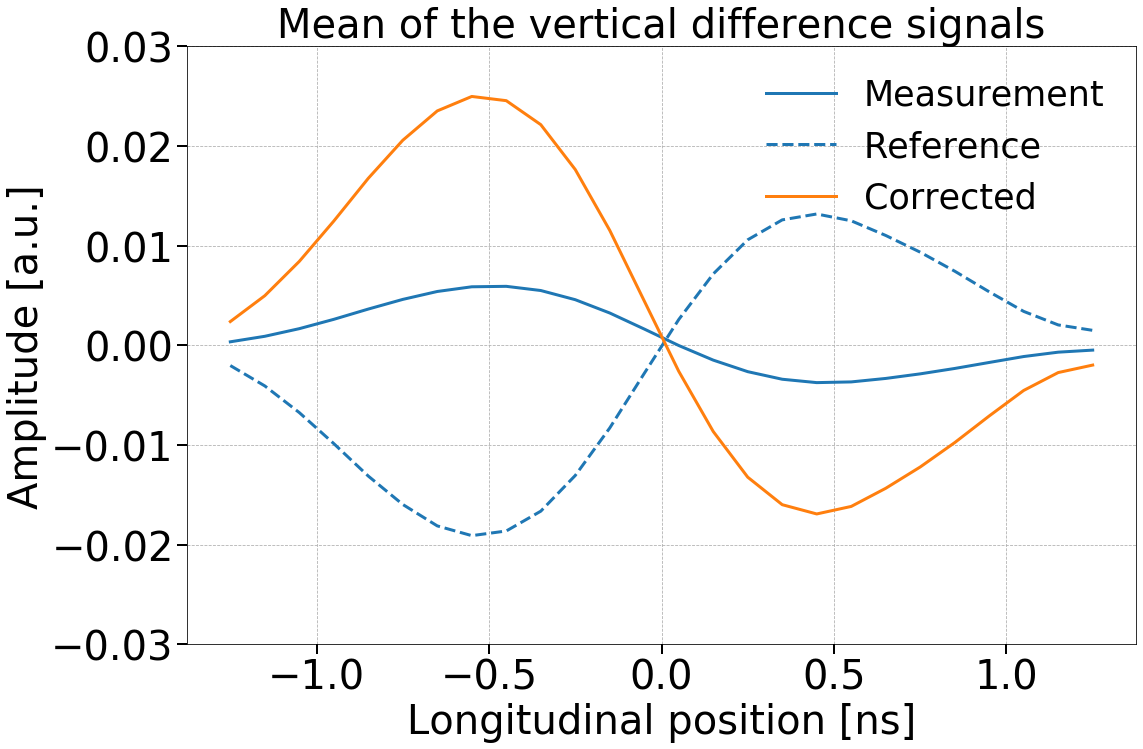 Mean of the vertical difference signals
0.03
0.02
0.01
0.00
−0.01
−0.02
−0.03
Amplitude [a.u.]
Measurement
Reference
Corrected
−1.0 −0.5 0.0 0.5 1.0
Longitudinal position [ns]